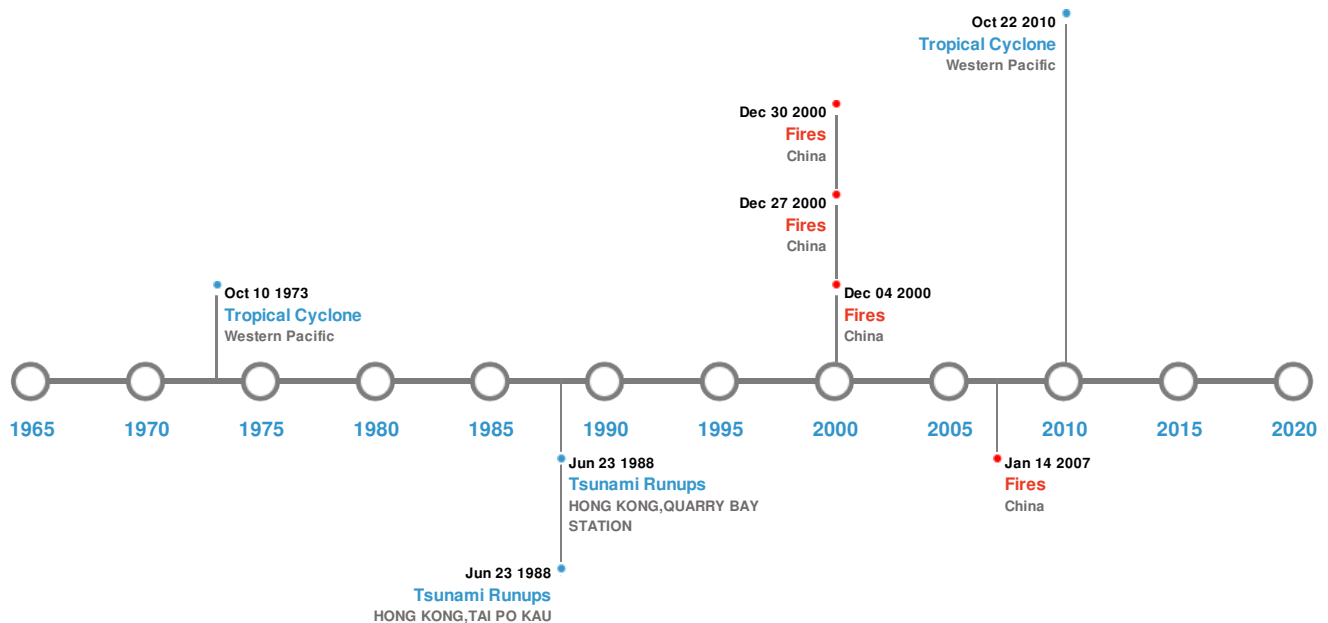 Oct 22 2010
Tropical Cyclone
Western Pacific
Dec 30 2000
Fires
China
Dec 27 2000
Fires
China
Oct 10 1973
Tropical Cyclone
Western Pacific
Dec 04 2000
Fires
China
1965 1970 1975 1980 1985 1990 1995 2000 2005 2010 2015 2020
Jun 23 1988
Tsunami Runups
HONG KONG,QUARRY BAY
STATION
Jan 14 2007
Fires
China
Jun 23 1988
Tsunami Runups
HONG KONG,TAI PO KAU